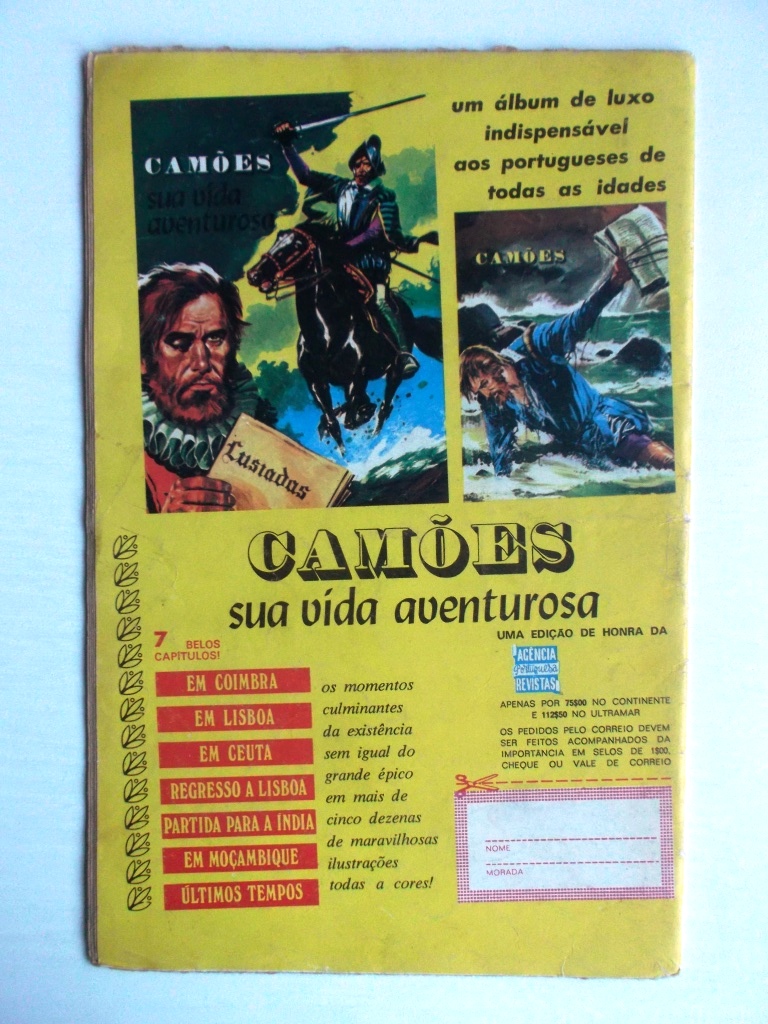 um álbum de luxo
indispensável
aos portugueses de
todas as idades
CAMÕES
sua vida
aventurosa
Lusiadas
CAMÕES
CAMÕES
sua vida aventurosa
7 BELOS
CAPITULOS!
EM COIMBRA
EM LISBOA
EM CEUTA
REGRESSO A LISBOA
PARTIDA PARA A ÍNDIA
EM MOÇAMBIQUE
ÚLTIMOS TEMPOS
os momentos
culminantes
da existência
sem igual do
grande épico
em mais de
cinco dezenas
de maravilhosas
ilustrações
todas a cores!
UMA EDIÇÃO DE HONRA DA
AGÊNCIA
Portuguesa
REVISTAS
APENAS POR 75$00 NO CONTINENTE
E 112$50 NO ULTRAMAR
OS PEDIDOS PELO CORREIO DEVEM
SER FEITOS ACOMPANHADOS DA
IMPORTÂNCIA EM SELOS DE 1$00,
CHEQUE OU VALE DE CORREIO
NOME
MORADA